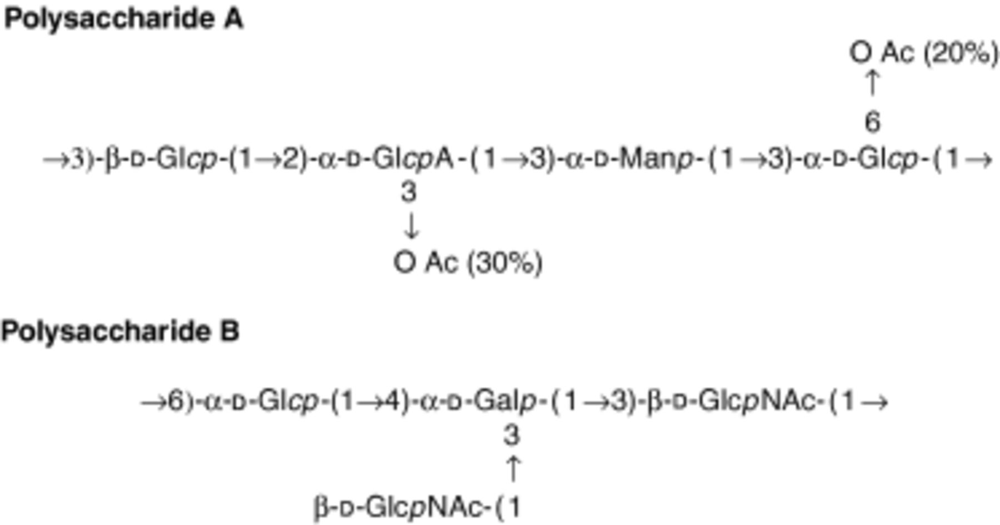 Polysaccharide A
O Ac (20%)
↑
6
→3)-β-D-Glcp-(1→2)-α-D-GlcpA-(1→3)-α-D-Manp-(1→3)-α-D-Glcp-(1→
3
↓
O Ac (30%)
Polysaccharide B
→6)-α-D-Glcp-(1→4)-α-D-Galp-(1→3)-β-D-GlcpNAc-(1→
3
↑
β-D-GlcpNAc-(1